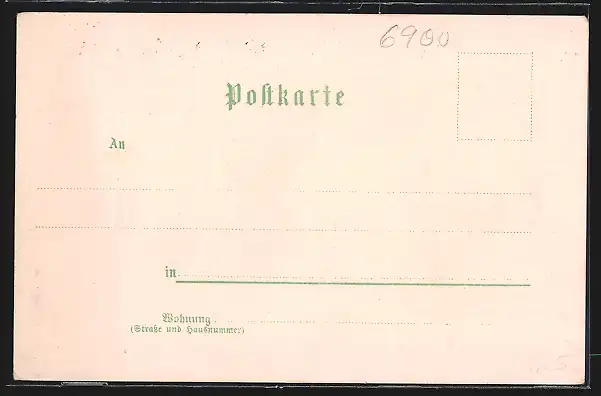 6900
Postkarte
An
in
Wohnung
(Straße und Hausnummer)